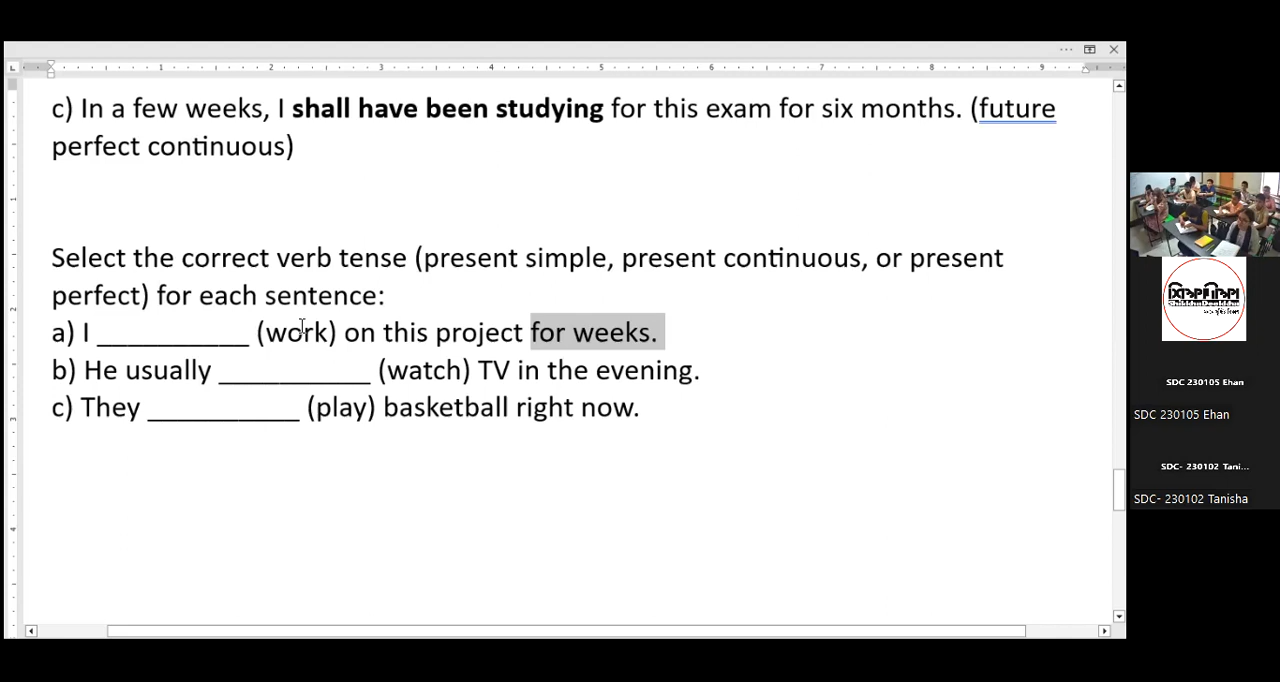 c) In a few weeks, I shall have been studying for this exam for six months. (future
perfect continuous)
Select the correct verb tense (present simple, present continuous, or present
perfect) for each sentence:
a) I __________ (work) on this project for weeks.
b) He usually __________ (watch) TV in the evening.
c) They __________ (play) basketball right now.
SDC 230105 Ehan
SDC 230105 Ehan
SDC- 230102 Tani...
SDC- 230102 Tanisha